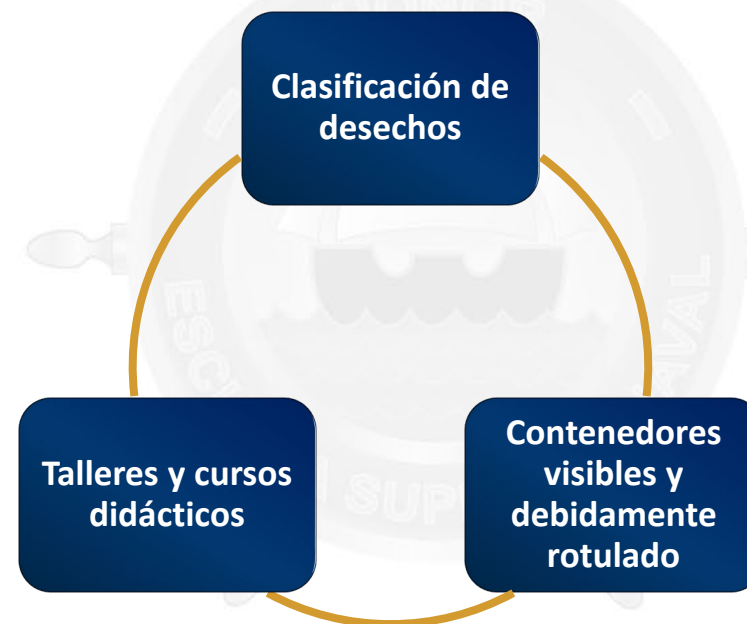 Clasificación de
desechos
Contenedores
visibles y
debidamente
rotulado
Talleres y cursos
didácticos